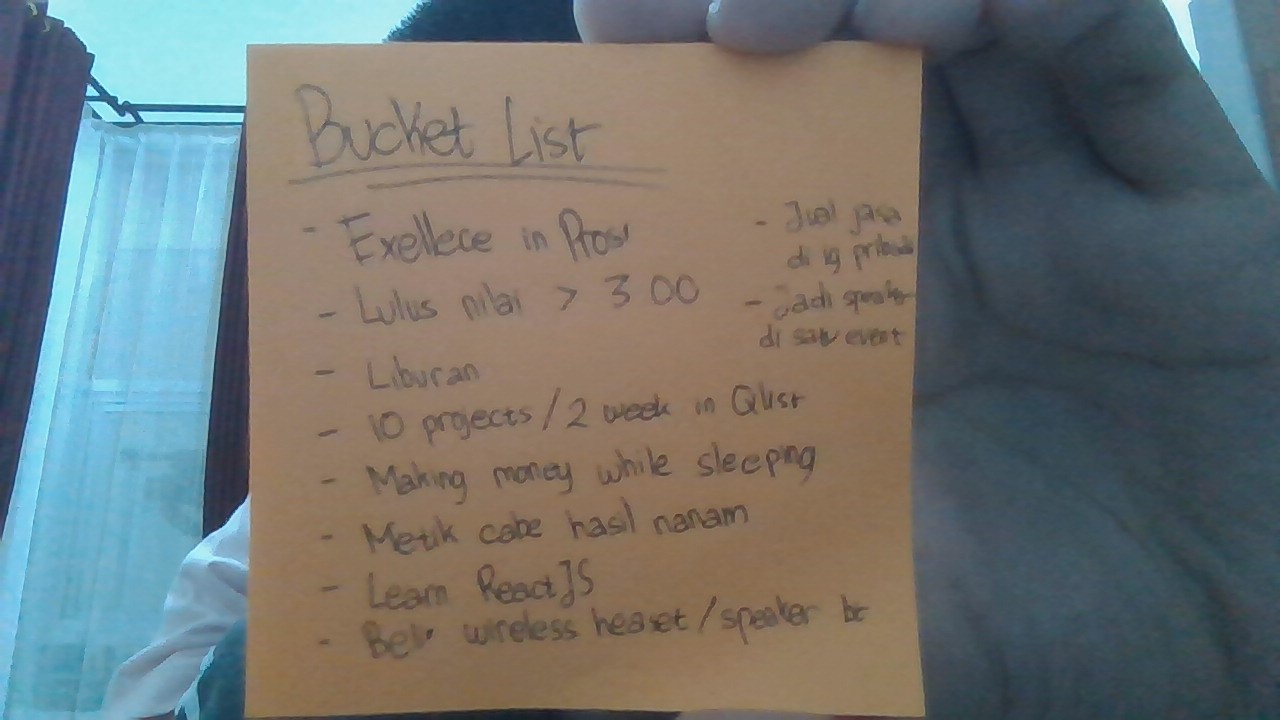 Bucket List
- Exellece in Prosi
- Lulus nilai > 3 00
- Liburan
- 10 projects/2 week in Qlist
- Making money while sleeping
- Metik cabe hasil nanam
- Learn ReactJS
- Beli wireless heaset/speaker bt
- Jual jasa
di ig pribadi
- Jadi speaker
di satu event